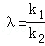 λ = k₁/k₂